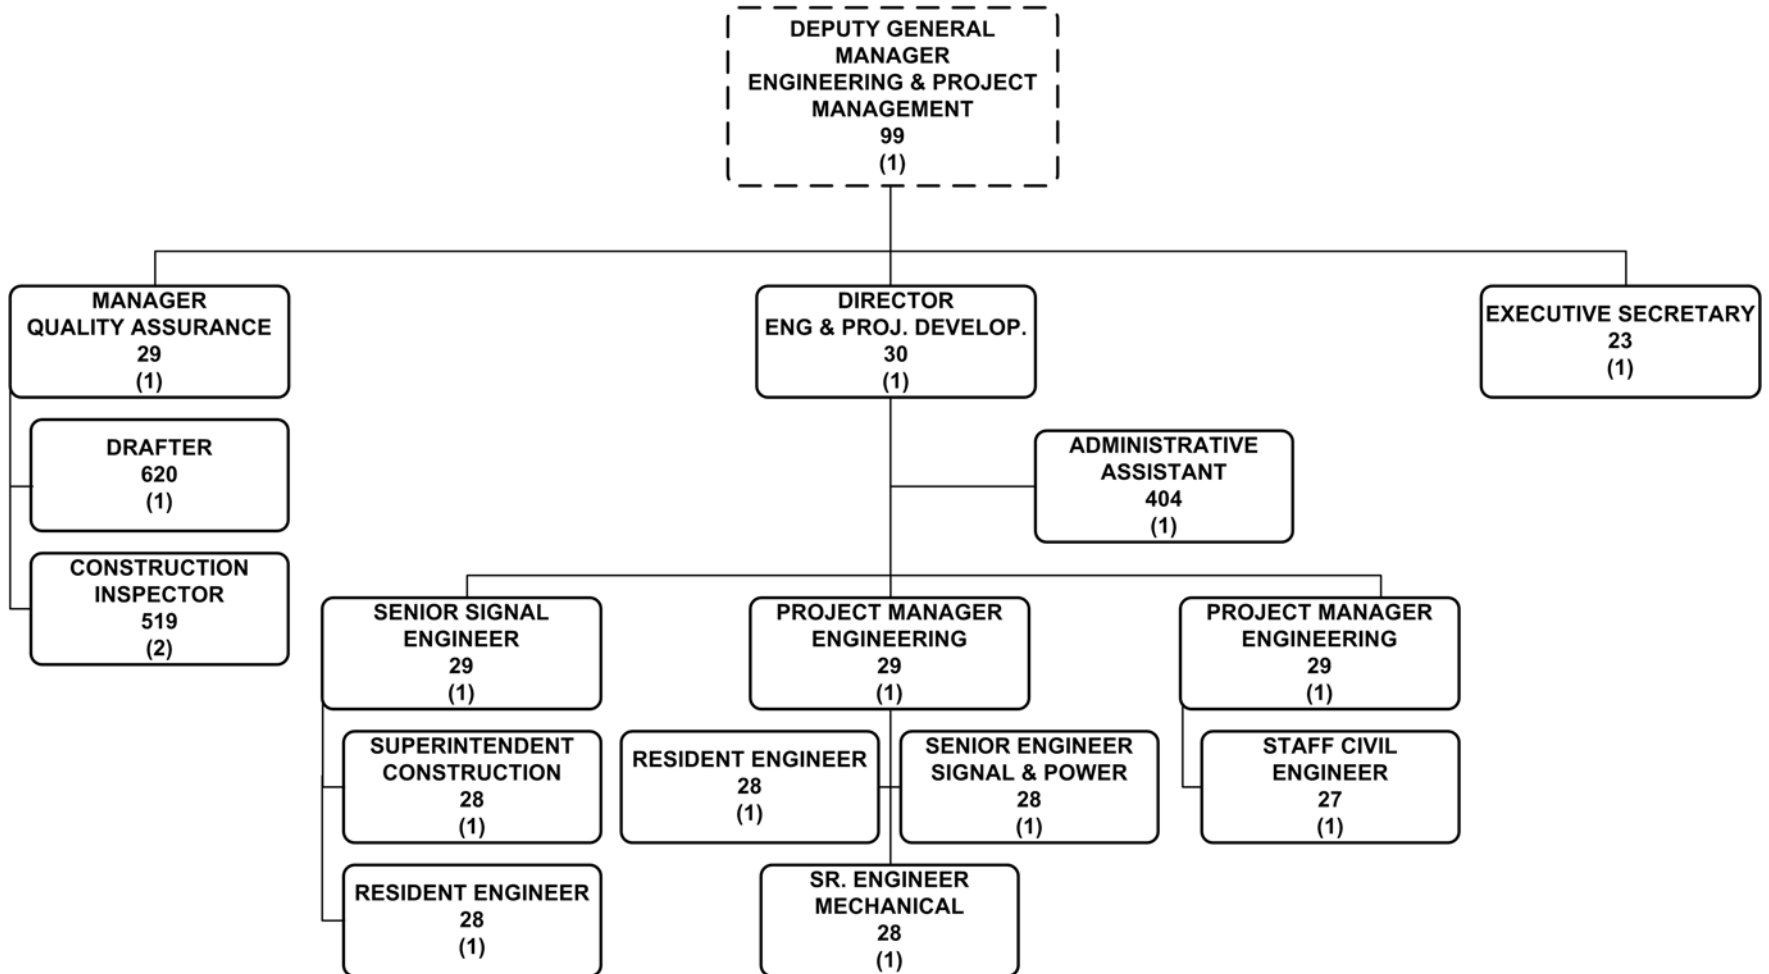 DEPUTY GENERAL
MANAGER
ENGINEERING & PROJECT
MANAGEMENT
99
(1)
MANAGER
QUALITY ASSURANCE
29
(1)
DIRECTOR
ENG & PROJ. DEVELOP.
30
(1)
EXECUTIVE SECRETARY
23
(1)
DRAFTER
620
(1)
ADMINISTRATIVE
ASSISTANT
404
(1)
CONSTRUCTION
INSPECTOR
519
(2)
SENIOR SIGNAL
ENGINEER
29
(1)
PROJECT MANAGER
ENGINEERING
29
(1)
PROJECT MANAGER
ENGINEERING
29
(1)
SUPERINTENDENT
CONSTRUCTION
28
(1)
RESIDENT ENGINEER
28
(1)
SENIOR ENGINEER
SIGNAL & POWER
28
(1)
STAFF CIVIL
ENGINEER
27
(1)
RESIDENT ENGINEER
28
(1)
SR. ENGINEER
MECHANICAL
28
(1)